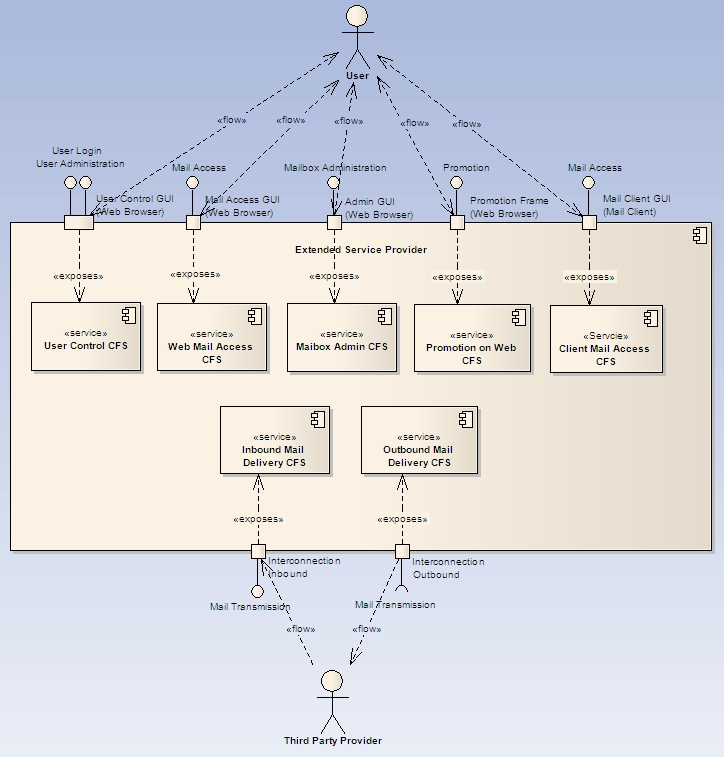 User
«flow»
«flow»
«flow»
«flow»
«flow»
User Login
User Administration
Mail Access
Mailbox Administration
Promotion
Mail Access
User Control GUI
(Web Browser)
Mail Access GUI
(Web Browser)
Admin GUI
(Web Browser)
Promotion Frame
(Web Browser)
Mail Client GUI
(Mail Client)
Extended Service Provider
«exposes»
«exposes»
«exposes»
«exposes»
«exposes»
«service»
User Control CFS
«service»
Web Mail Access
CFS
«service»
Maibox Admin CFS
«service»
Promotion on Web
CFS
«Servcie»
Client Mail Access
CFS
«service»
Inbound Mail
Delivery CFS
«service»
Outbound Mail
Delivery CFS
«exposes»
«exposes»
Interconnection
Inbound
Interconnection
Outbound
Mail Transmission
Mail Transmission
«flow»
«flow»
Third Party Provider